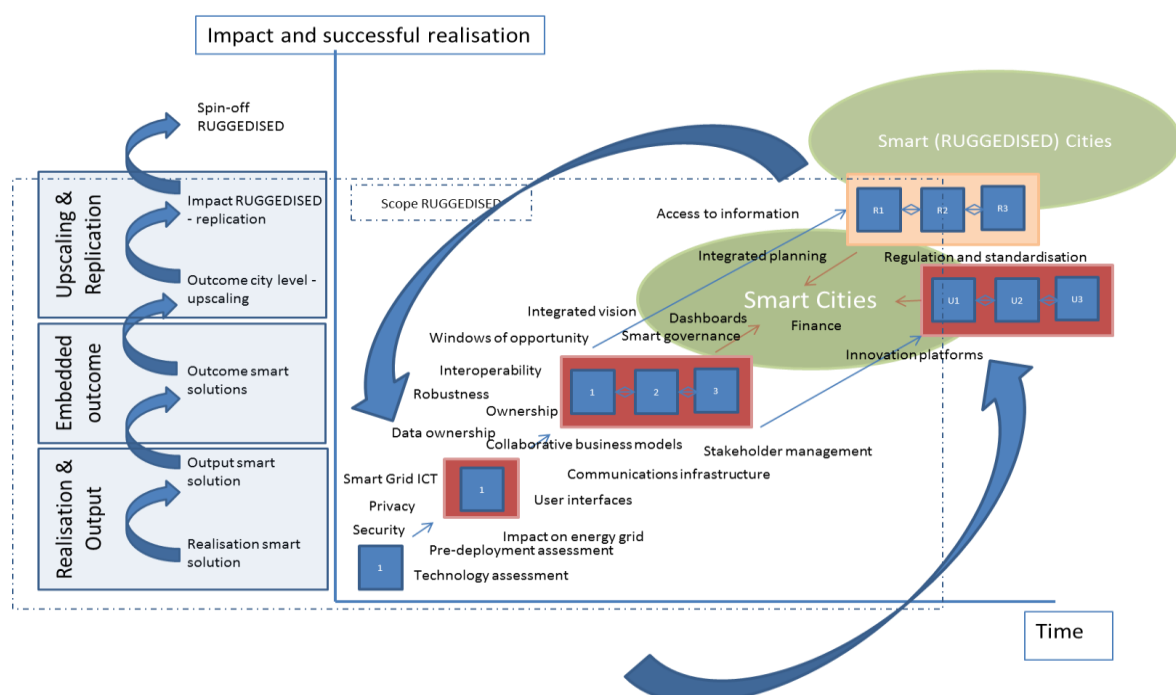 Impact and successful realisation
Spin-off
RUGGEDISED
Upscaling &
Replication
Impact RUGGEDISED
- replication
Outcome city level -
upscaling
Embedded
outcome
Outcome smart
solutions
Realisation &
Output
Output smart
solution
Realisation smart
solution
Scope RUGGEDISED
Smart (RUGGEDISED) Cities
R1
R2
R3
Access to information
Integrated planning
Regulation and standardisation
Smart Cities
U1
U2
U3
Integrated vision
Dashboards
Smart governance
Finance
Windows of opportunity
Innovation platforms
Interoperability
Robustness
1
2
3
Ownership
Data ownership
Collaborative business models
Stakeholder management
Smart Grid ICT
1
Communications infrastructure
User interfaces
Privacy
Security
Impact on energy grid
Pre-deployment assessment
1
Technology assessment
Time